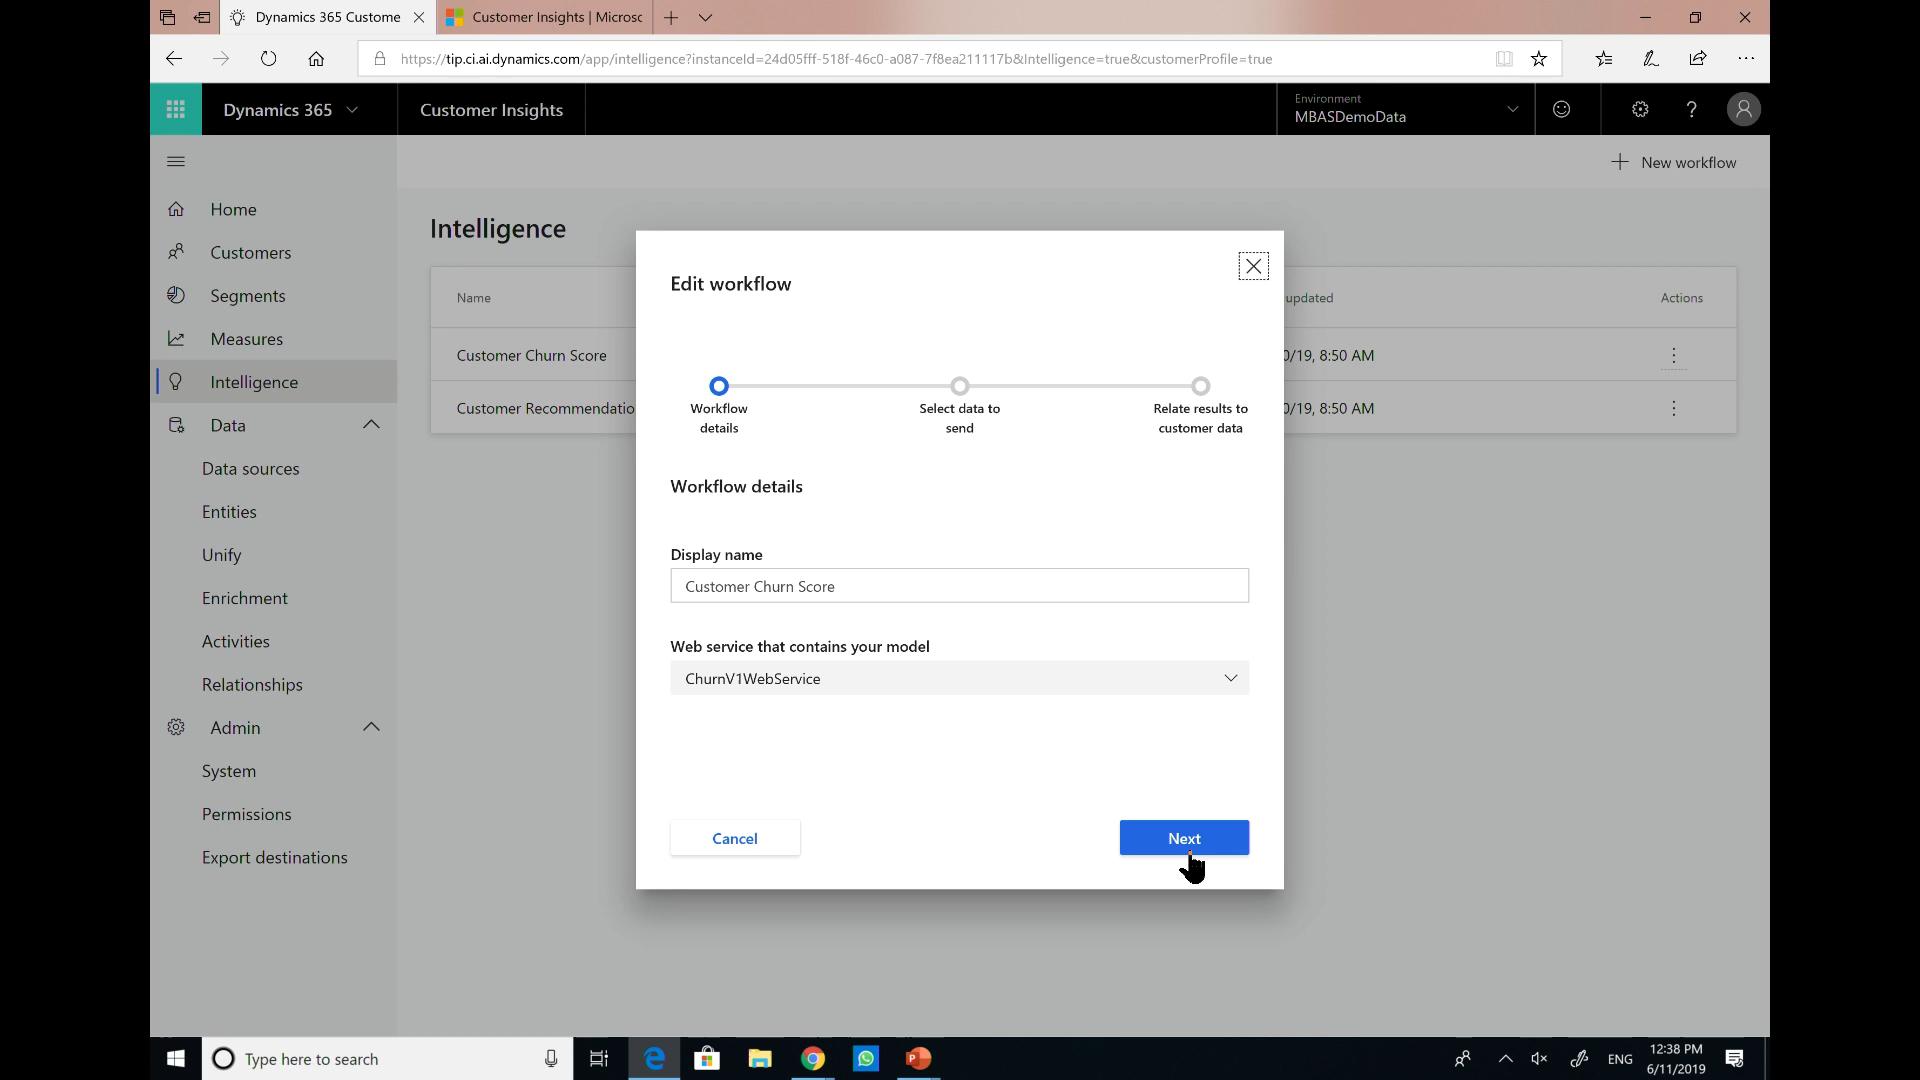 Dynamics 365 Custome
Customer Insights | Microsc
https://tip.ci.ai.dynamics.com/app/intelligence?instanceId=24d05fff-518f-46c0-a087-7f8ea211117b&Intelligence=true&customerProfile=true
Dynamics 365
Customer Insights
Environment
MBASDemoData
?
New workflow
Home
Customers
Segments
Measures
Intelligence
Data
Data sources
Entities
Unify
Enrichment
Activities
Relationships
Admin
System
Permissions
Export destinations
Intelligence
Name
updated
Actions
Customer Churn Score
0/19, 8:50 AM
Customer Recommendatio
0/19, 8:50 AM
Edit workflow
Workflow
details
Select data to
send
Relate results to
customer data
Workflow details
Display name
Customer Churn Score
Web service that contains your model
ChurnV1WebService
Cancel
Next
Type here to search
ENG
12:38 PM
6/11/2019